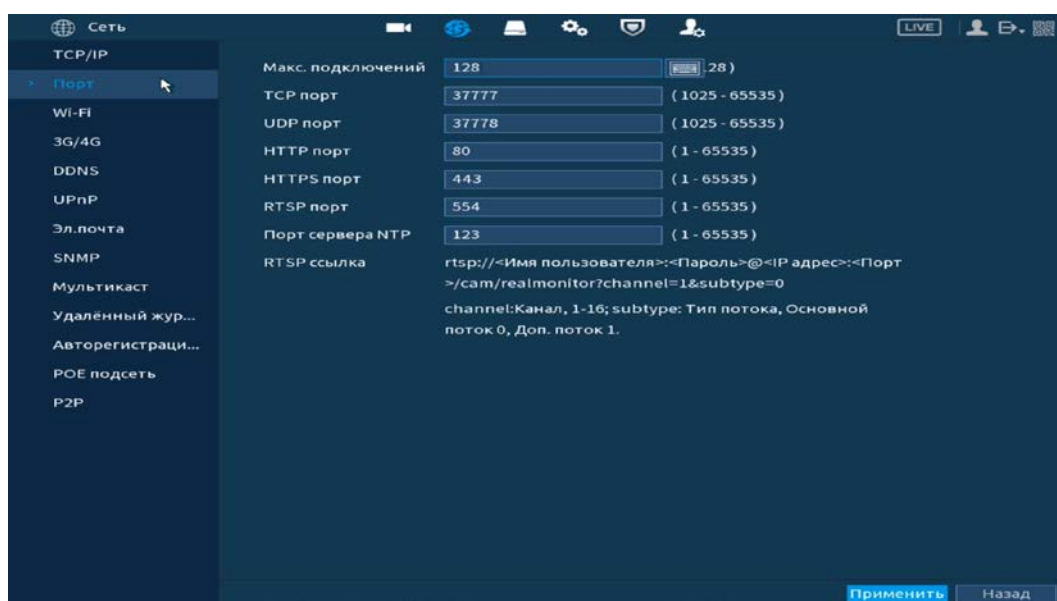 Сеть
LIVE
TCP/IP
Порт
Wi-Fi
3G/4G
DDNS
UPnP
Эл.почта
SNMP
Мультикаст
Удалённый жур...
Авторегистраци...
POE подсеть
P2P
Макс. подключений 128 28 )
TCP порт 37777 ( 1025 - 65535 )
UDP порт 37778 ( 1025 - 65535 )
HTTP порт 80 ( 1 - 65535 )
HTTPS порт 443 ( 1 - 65535 )
RTSP порт 554 ( 1 - 65535 )
Порт сервера NTP 123 ( 1 - 65535 )
RTSP ссылка rtsp://<Имя пользователя>:<Пароль>@<IP адрес>:<Порт
>/cam/realmonitor?channel=1&subtype=0
channel:Канал, 1-16; subtype: Тип потока, Основной
поток 0, Доп. поток 1.
Применить Назад